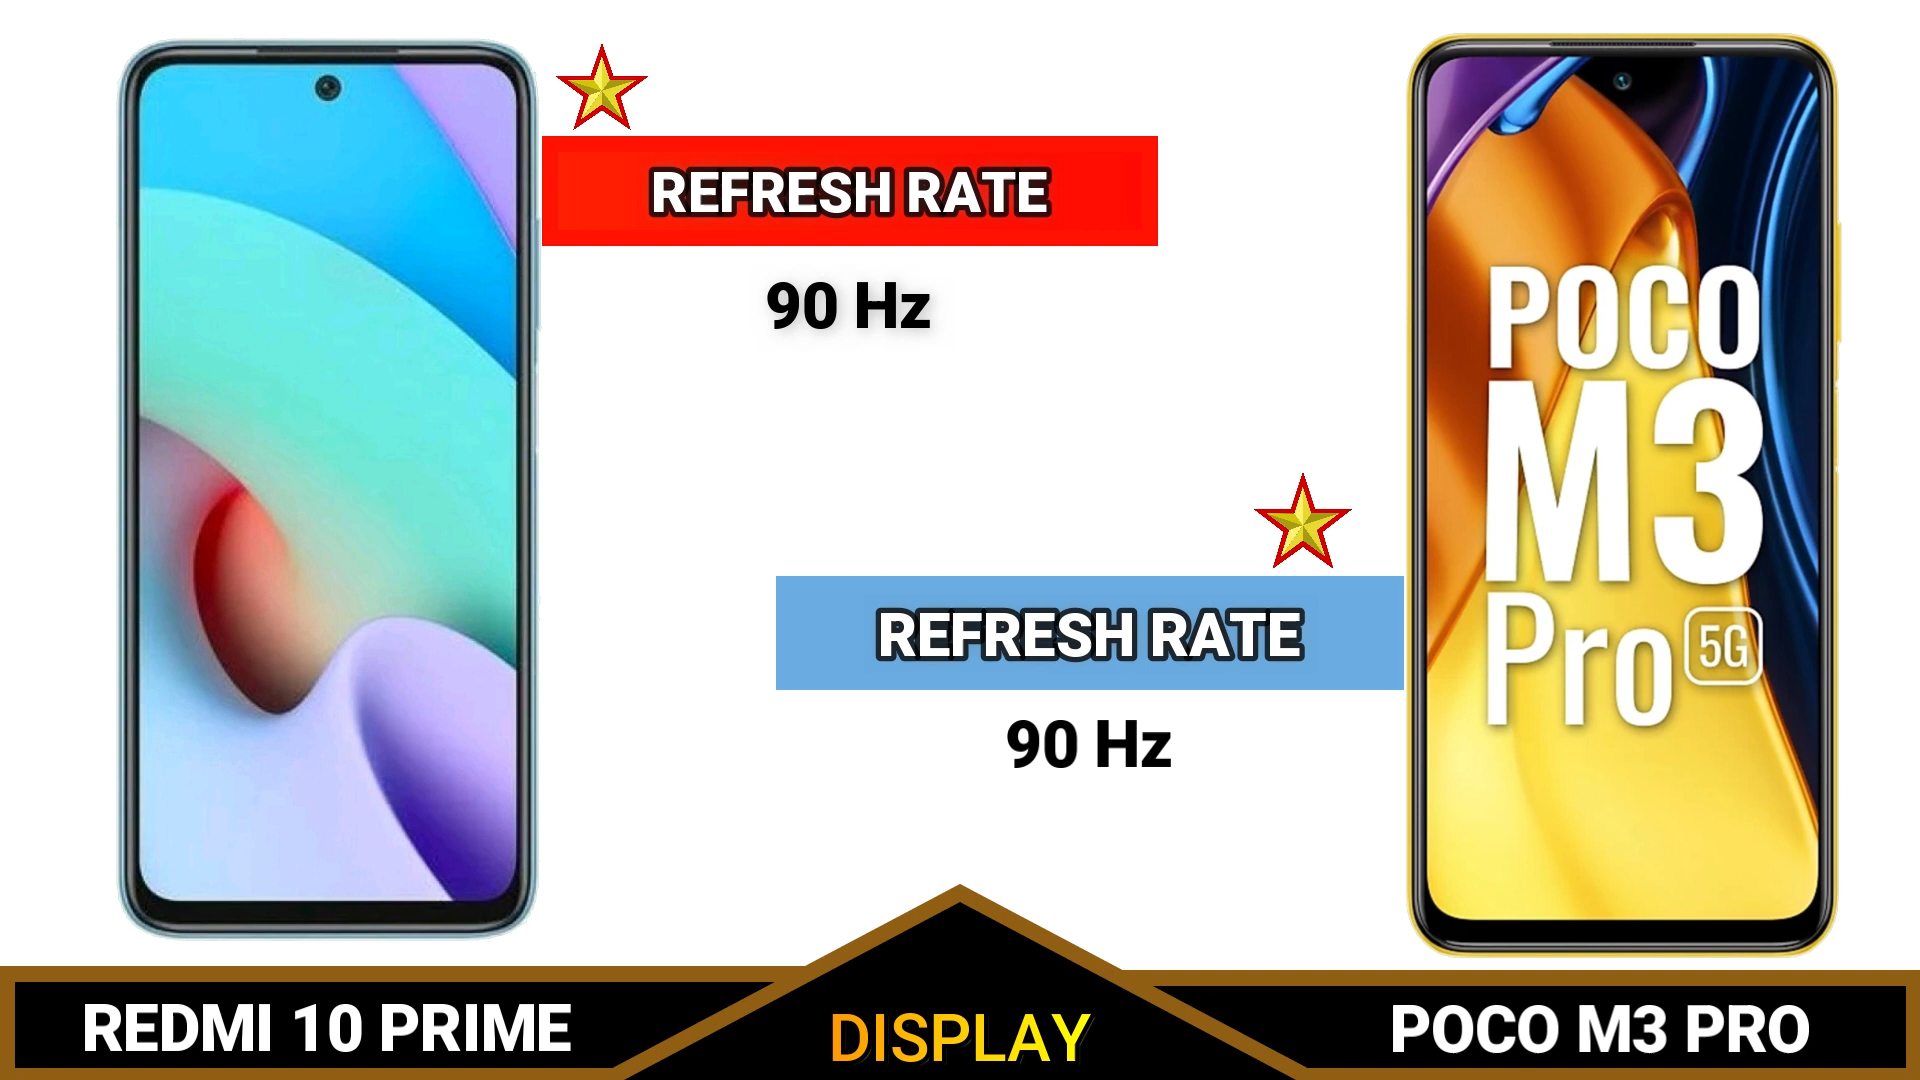 REFRESH RATE
90 Hz
POCO
M3
Pro 5G
REFRESH RATE
90 Hz
REDMI 10 PRIME
DISPLAY
POCO M3 PRO